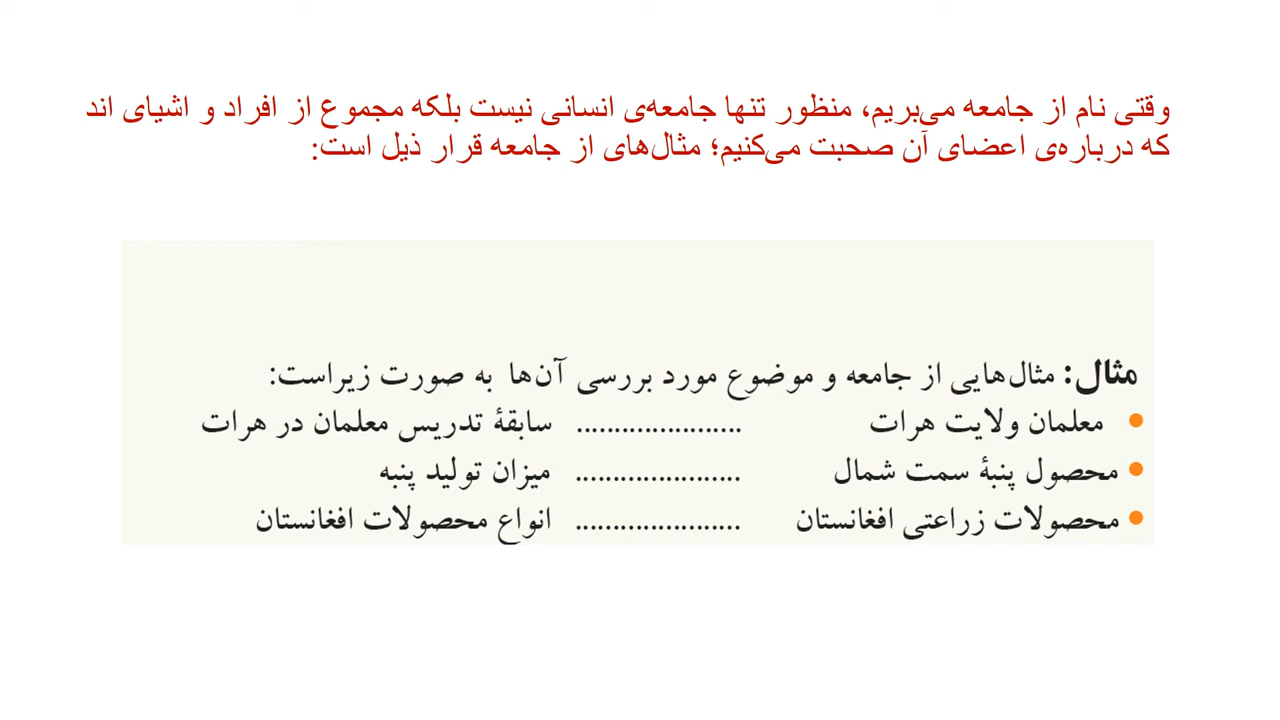 وقتی نام از جامعه می‌بریم، منظور تنها جامعه‌ی انسانی نیست بلکه مجموع از افراد و اشیای اند
که درباره‌ی اعضای آن صحبت می‌کنیم؛ مثال‌های از جامعه قرار ذیل است:
مثال: مثال‌هایی از جامعه و موضوع مورد بررسی آن‌ها به صورت زیراست:
• معلمان ولایت هرات ...................... سابقهٔ تدریس معلمان در هرات
• محصول پنبهٔ سمت شمال ...................... میزان تولید پنبه
• محصولات زراعتی افغانستان ...................... انواع محصولات افغانستان